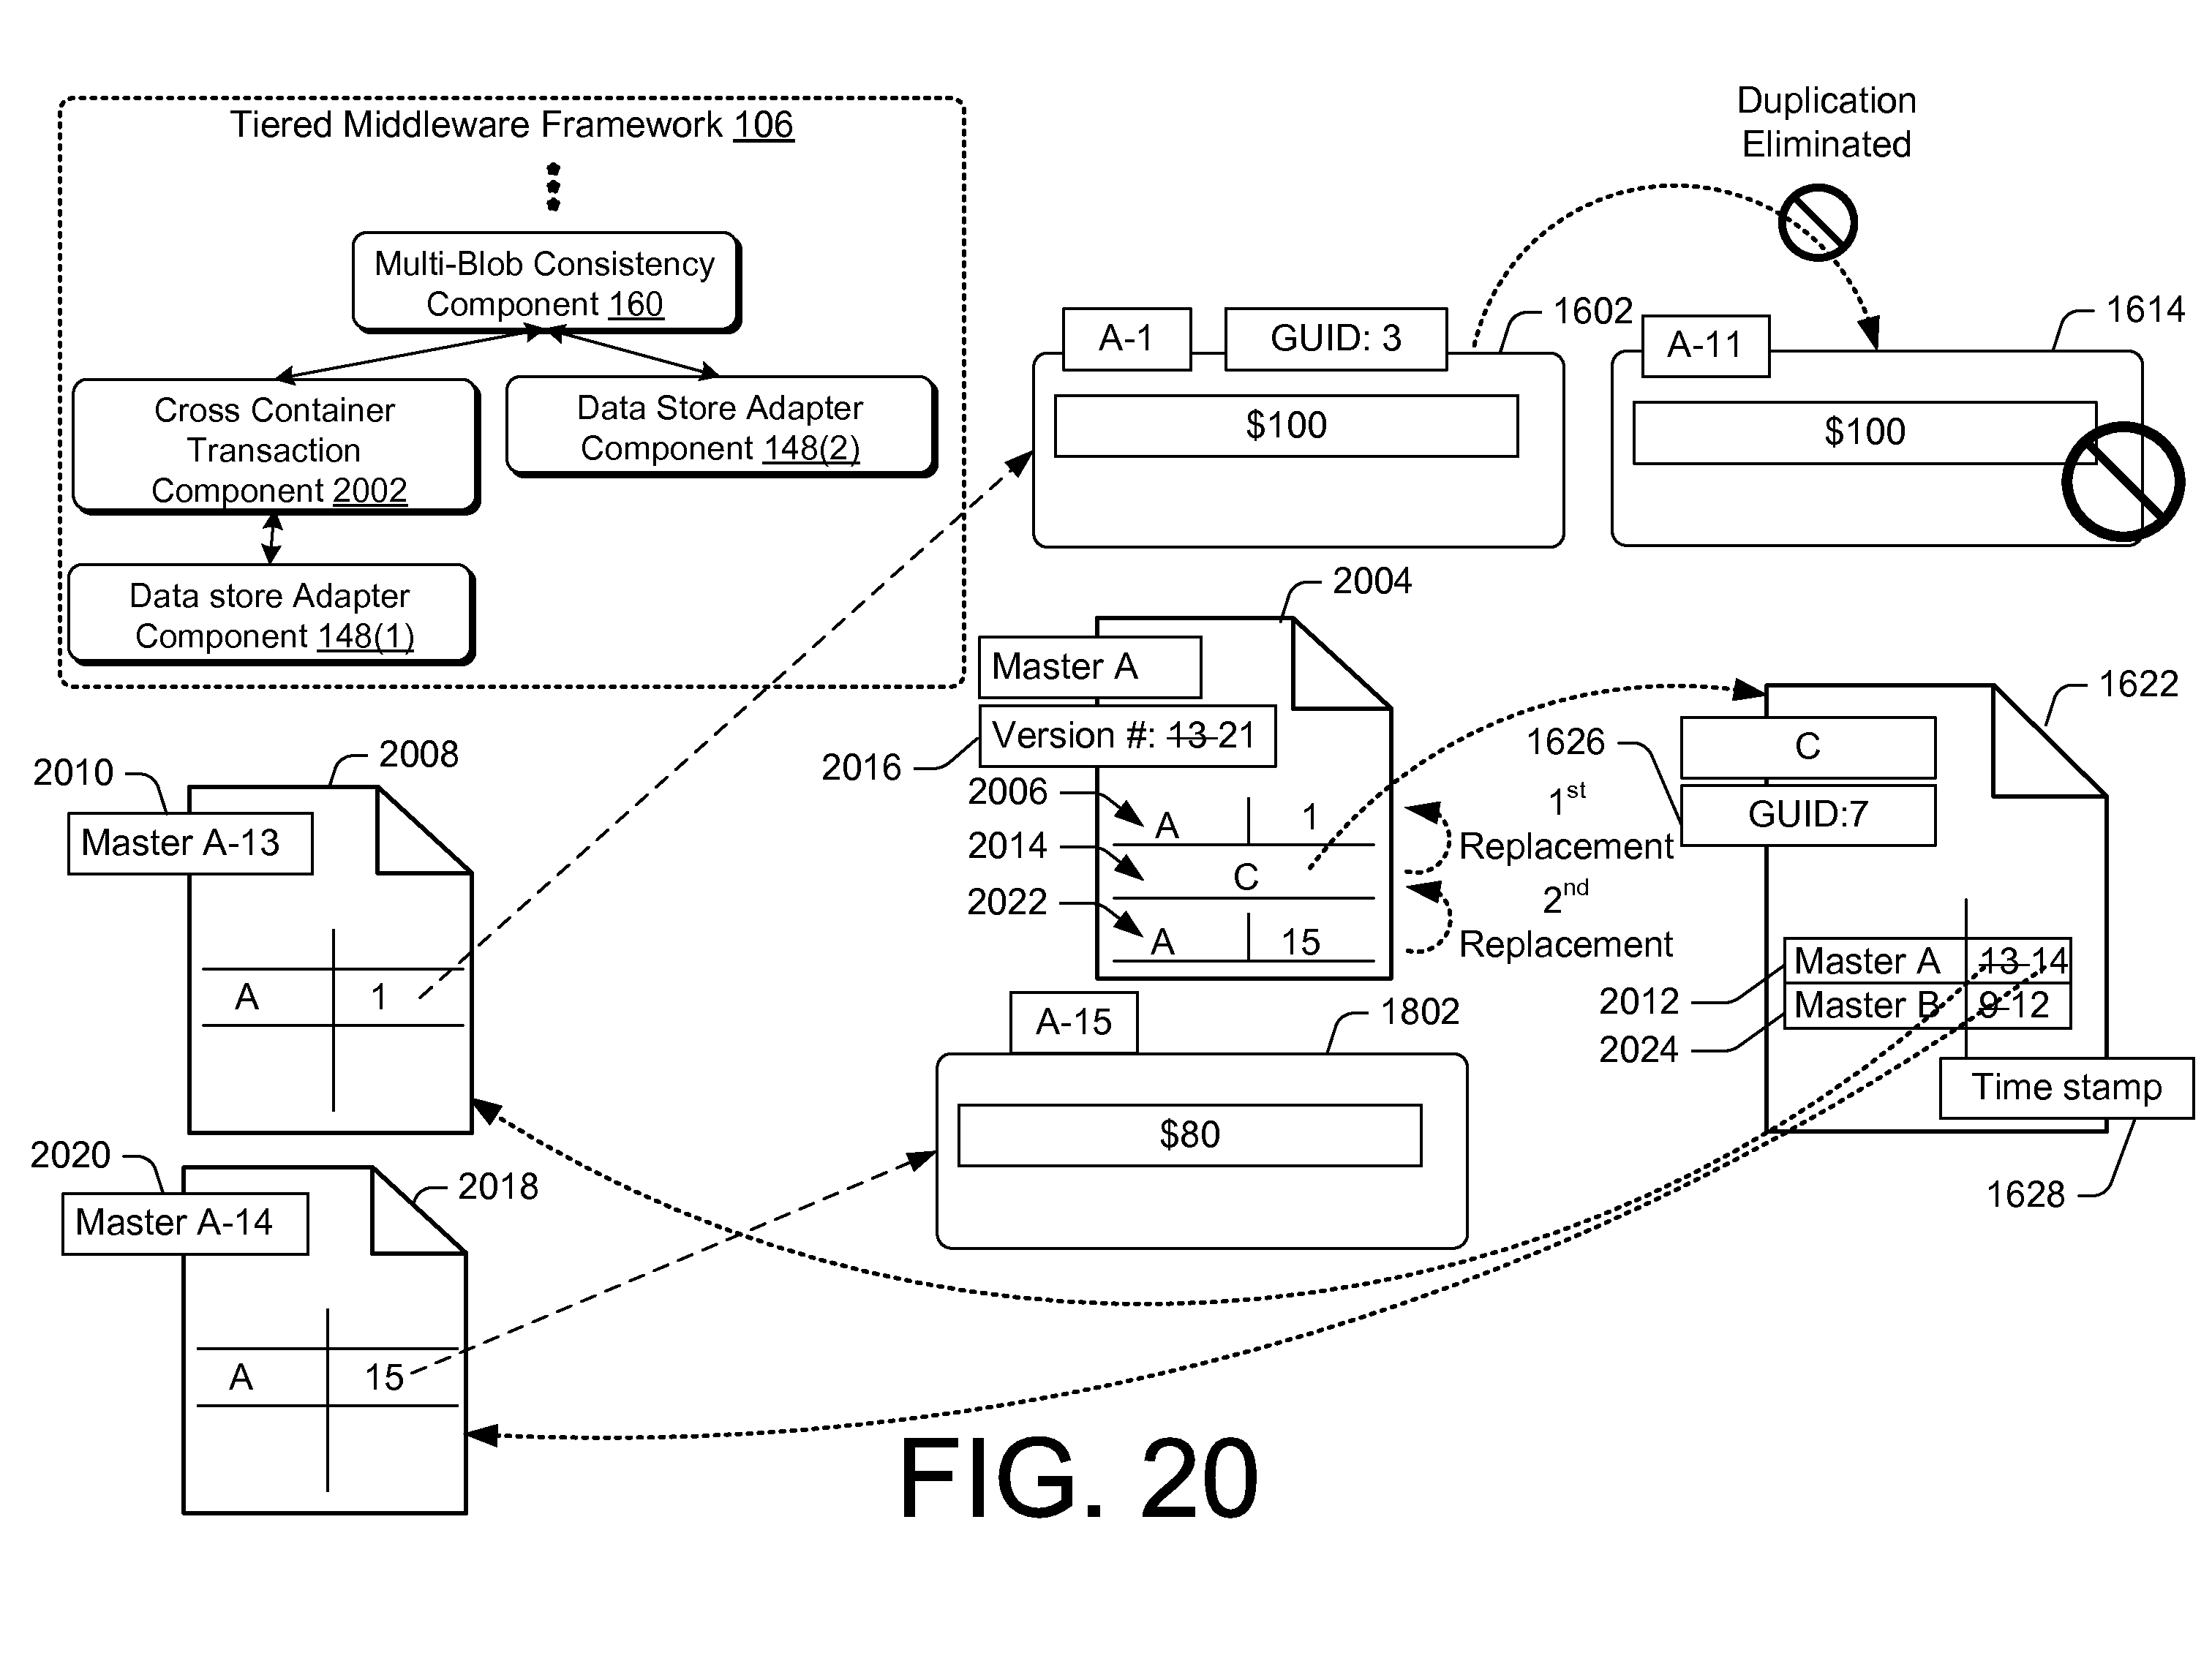 Tiered Middleware Framework 106
Multi-Blob Consistency
Component 160
Cross Container
Transaction
Component 2002
Data Store Adapter
Component 148(2)
Data store Adapter
Component 148(1)
Duplication
Eliminated
A-1
GUID: 3
1602
$100
A-11
1614
$100
2004
Master A
Version #: 13 21
2016
2006
A 1
2014
C
2022
A 15
1st
Replacement
2nd
Replacement
1622
C
1626
GUID:7
Master A 13 14
2012
Master B 9 12
2024
Time stamp
1628
2008
2010
Master A-13
A 1
A-15
1802
$80
2020
2018
Master A-14
A 15
FIG. 20